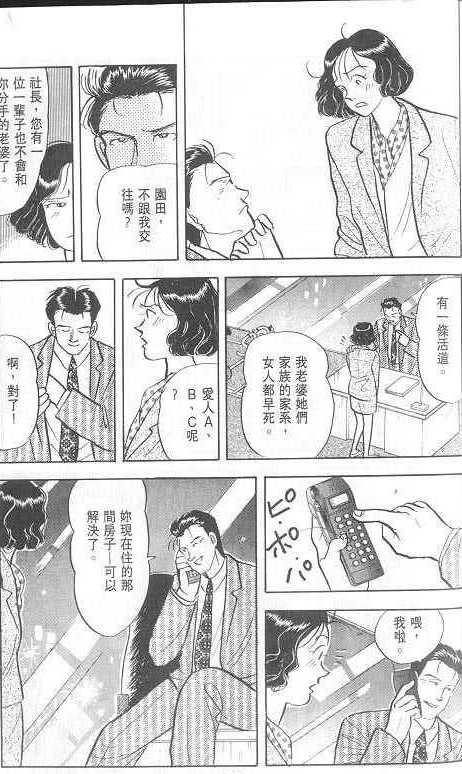 園田，
不跟我交
往嗎？
社長，您有一
位一輩子也不會和
你分手的老婆了。
有一條活道。
我老婆她們
家族的家系，
女人都早死。
愛人A、
B、C呢
？
啊，對了—
ピ
ポ
パ
喂，
我啦。
妳現在住的那
間房子—可以
解決了。